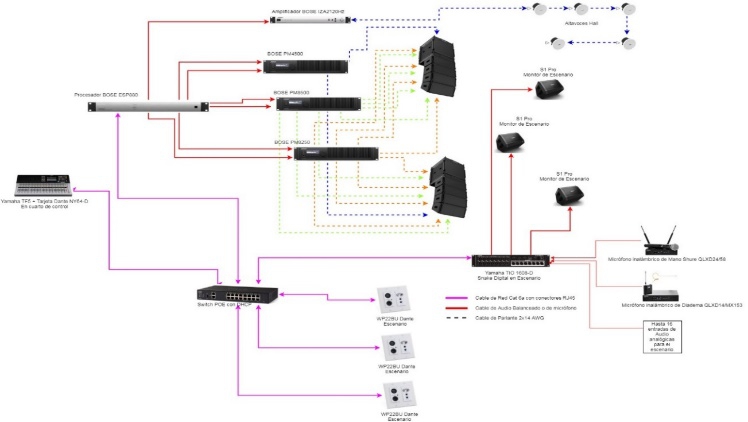 Amplificador BOSE IZA2120HZ
Altavoces Hall
BOSE PM4500
S1 Pro
Monitor de Escenario
Procesador BOSE ESP880
BOSE PM8500
S1 Pro
Monitor de Escenario
BOSE PM8250
S1 Pro
Monitor de Escenario
Yamaha TF5 + Tarjeta Dante NY64-D
En cuarto de control
Micrófono inalámbrico de Mano Shure QLXD24/58
Yamaha TIO 1608-D
Snake Digital en Escenario
Switch POE con DHCP
Cable de Red Cat 6a con conectores RJ45
Cable de Audio Balanceado o de micrófono
Cable de Parlante 2x14 AWG
Micrófono inalámbrico de Diadema QLXD14/MX153
Hasta 16
entradas de
Audio
analógicas
para el
escenario
WP22BU Dante
Escenario
WP22BU Dante
Escenario
WP22BU Dante
Escenario